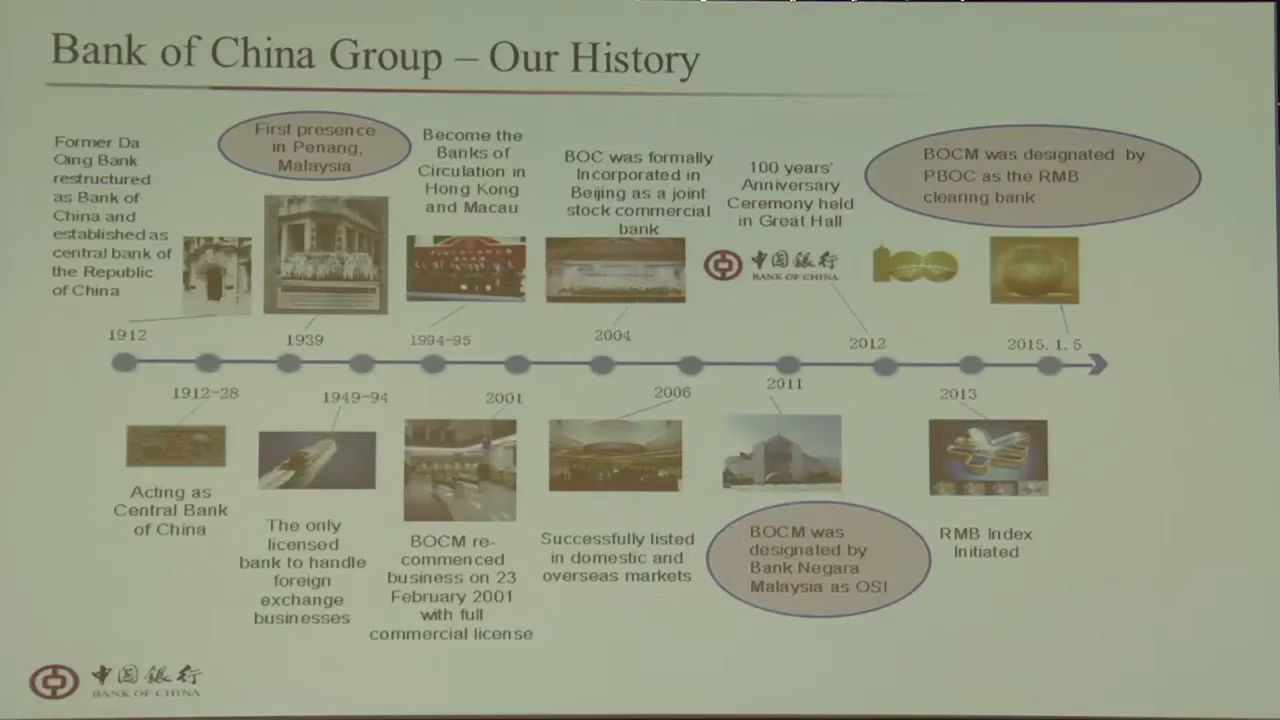 Bank of China Group – Our History
Former Da
Qing Bank
restructured
as Bank of
China and
established as
central bank of
the Republic
of China
First presence
in Penang,
Malaysia
Become the
Banks of
Circulation in
Hong Kong
and Macau
BOC was formally
Incorporated in
Beijing as a joint
stock commercial
bank
100 years'
Anniversary
Ceremony held
in Great Hall
BOCM was designated by
PBOC as the RMB
clearing bank
中国银行
BANK OF CHINA
100
1912
1939
1994-95
2004
2012
2015.1.5
1912-28
1949-94
2001
2006
2011
2013
Acting as
Central Bank
of China
The only
licensed
bank to handle
foreign
exchange
businesses
BOCM re-
commenced
business on 23
February 2001
with full
commercial license
Successfully listed
in domestic and
overseas markets
BOCM was
designated by
Bank Negara
Malaysia as OSI
RMB Index
Initiated
中国银行
BANK OF CHINA